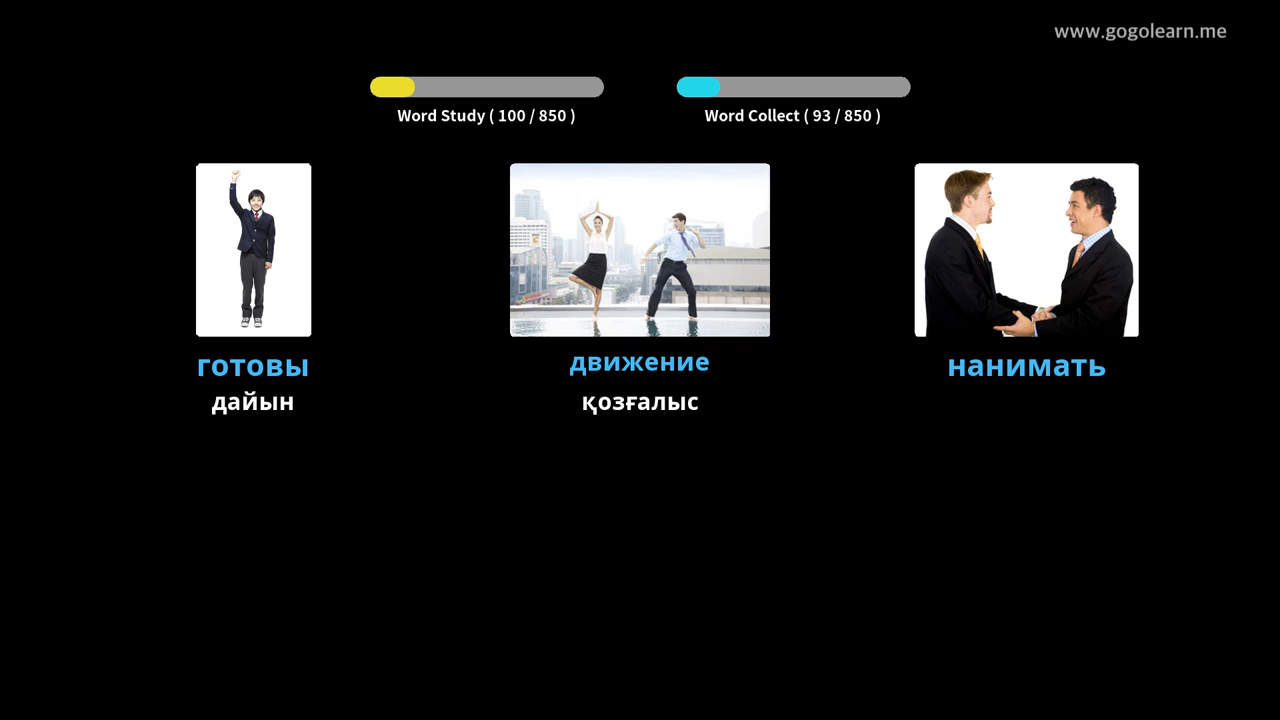 www.gogolearn.me
Word Study ( 100 / 850 )
Word Collect ( 93 / 850 )
готовы
дайын
движение
қозғалыс
нанимать